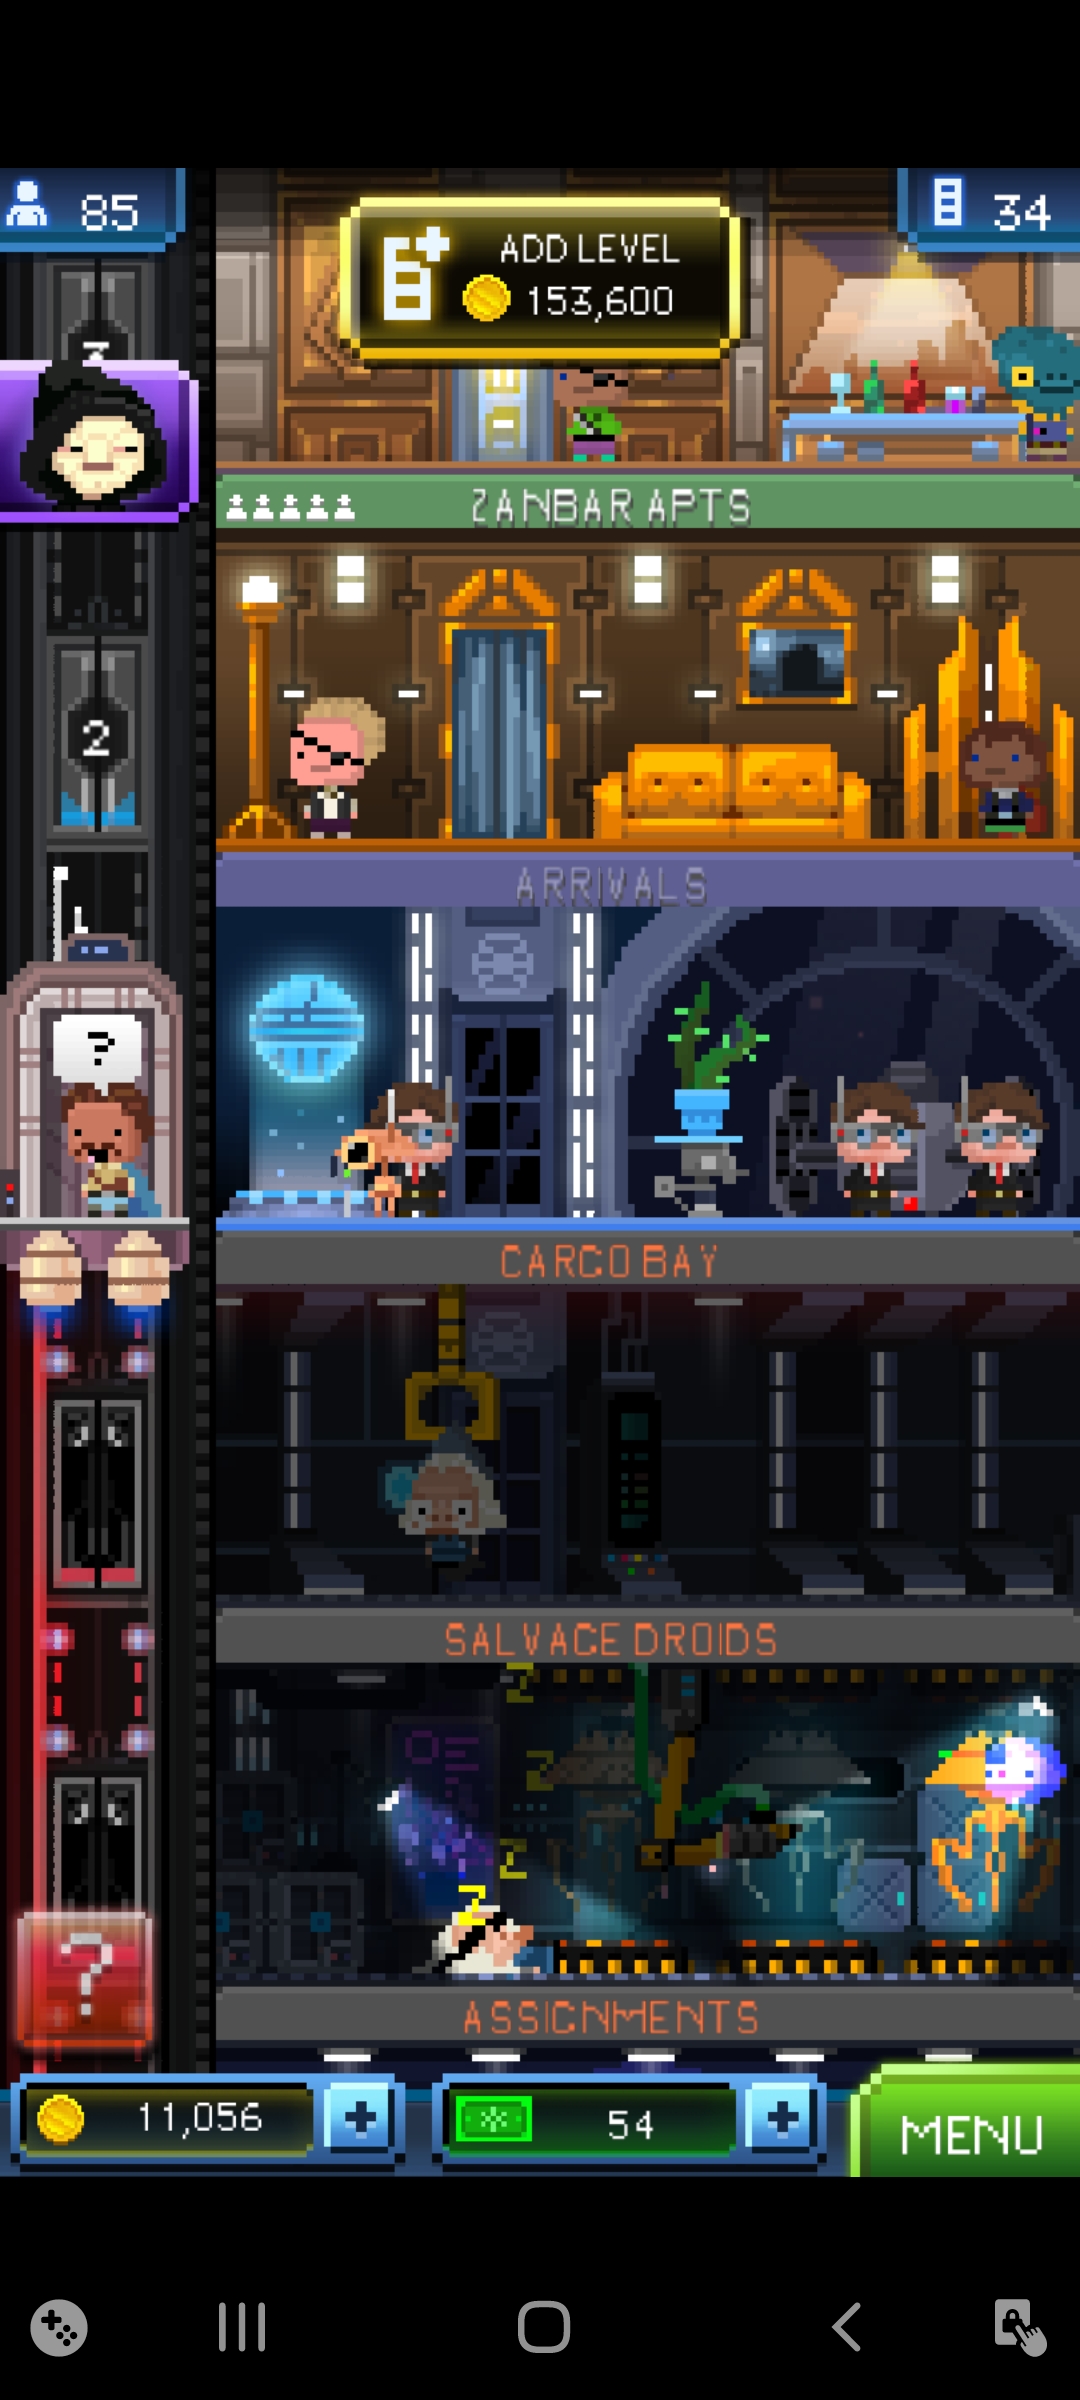 85
34
ADD LEVEL
153,600
3
ZANBAR APTS
2
ARRIVALS
?
CARGO BAY
SALVAGE DROIDS
Z
Z
Z
Z
?
ASSIGNMENTS
11,056
+
54
+
MENU